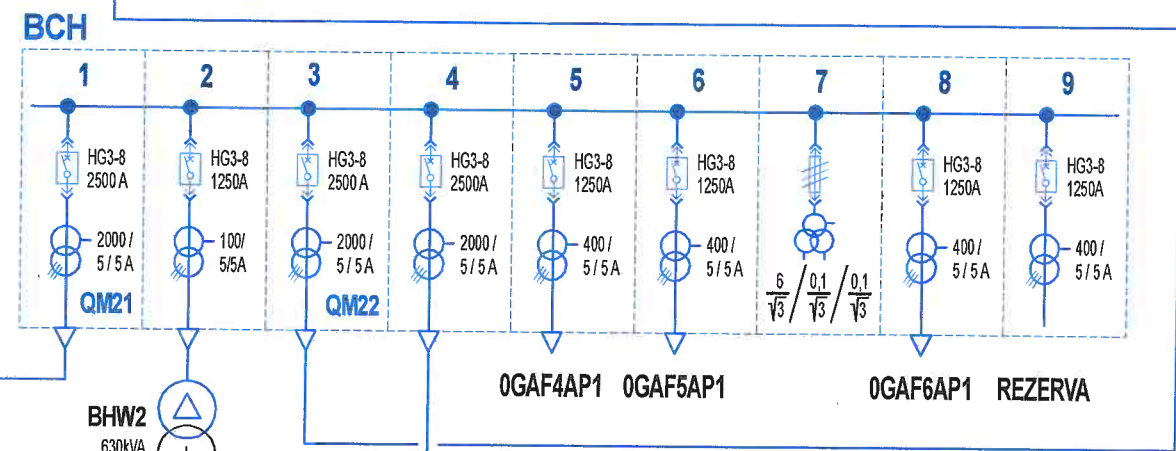 BCH
1 2 3 4 5 6 7 8 9
HG3-8
2500 A
HG3-8
1250A
HG3-8
2500 A
HG3-8
2500A
HG3-8
1250A
HG3-8
1250A
HG3-8
1250A
HG3-8
1250A
2000 /
5 / 5 A
100/
5/5A
2000 /
5 / 5 A
2000 /
5 / 5 A
400 /
5 / 5 A
400 /
5 / 5 A
6/√3 / 0,1/√3 / 0,1/√3
400 /
5 / 5 A
400 /
5 / 5 A
QM21
QM22
0GAF4AP1 0GAF5AP1 0GAF6AP1 REZERVA
BHW2
630kVA